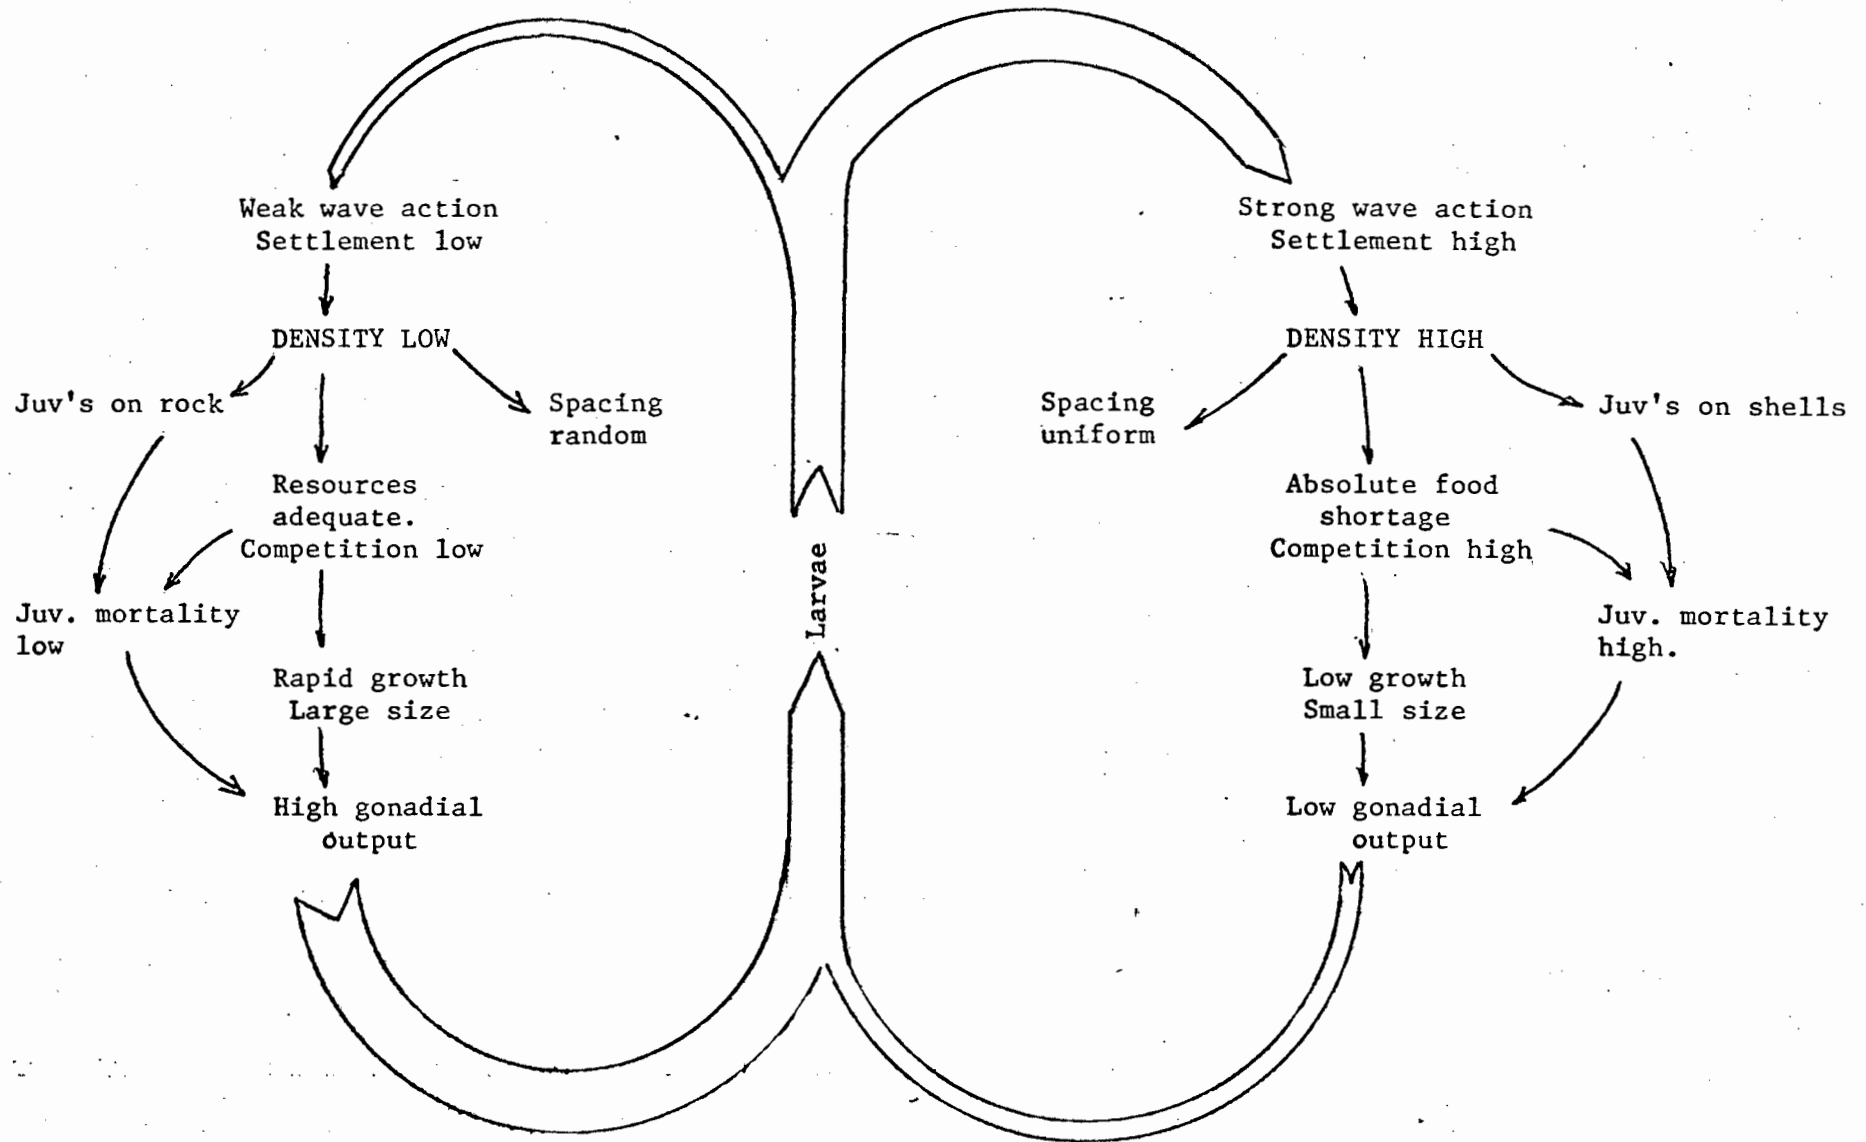 Weak wave action
Settlement low
DENSITY LOW
Juv's on rock
Spacing
random
Resources
adequate.
Competition low
Juv. mortality
low
Rapid growth
Large size
High gonadial
output
Larvae
Strong wave action
Settlement high
DENSITY HIGH
Spacing
uniform
Juv's on shells
Absolute food
shortage
Competition high
Juv. mortality
high.
Low growth
Small size
Low gonadial
output